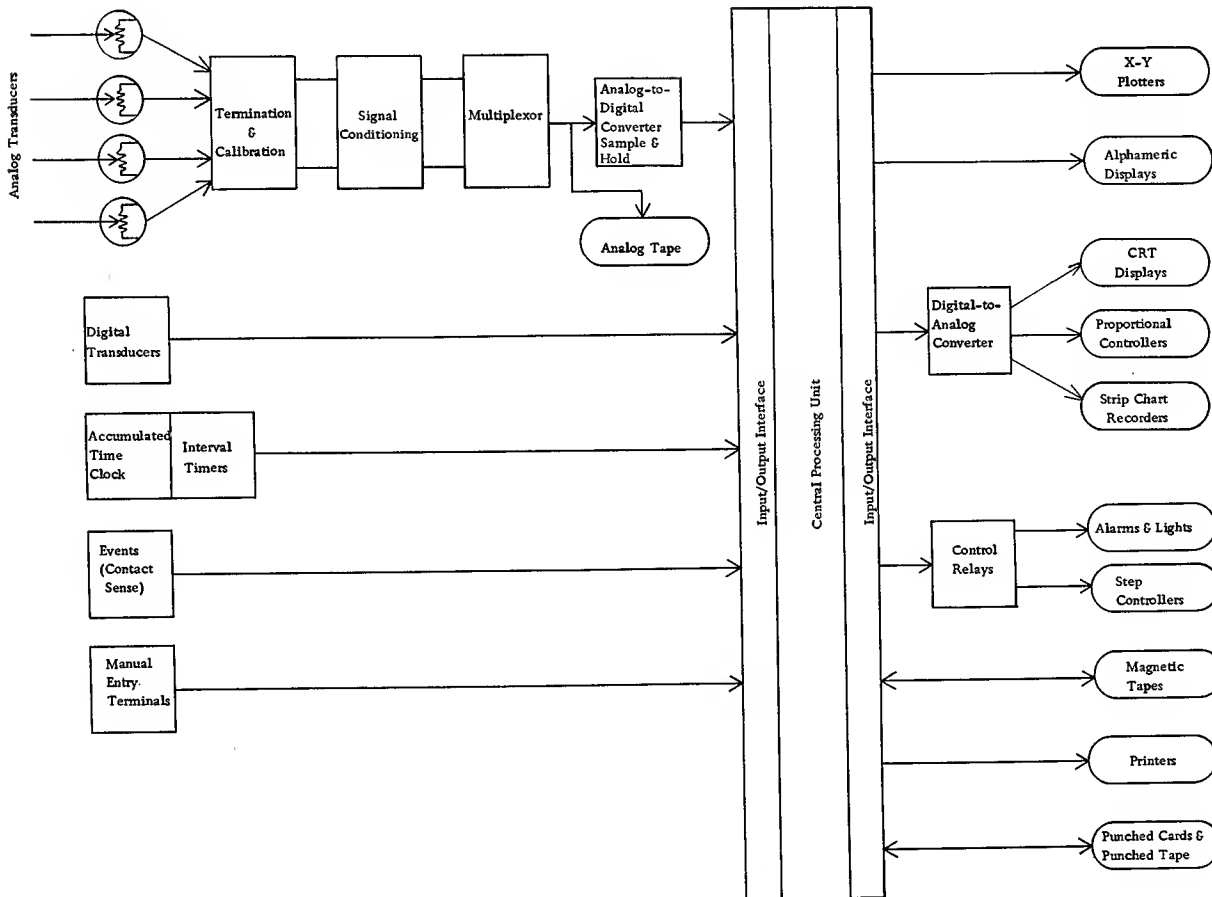 Analog Transducers
Termination
&
Calibration
Signal
Conditioning
Multiplexor
Analog-to-
Digital
Converter
Sample &
Hold
Analog Tape
Digital
Transducers
Accumulated
Time
Clock
Interval
Timers
Events
(Contact
Sense)
Manual
Entry.
Terminals
Input/Output Interface
Central Processing Unit
Input/Output Interface
X-Y
Plotters
Alphameric
Displays
Digital-to-
Analog
Converter
CRT
Displays
Proportional
Controllers
Strip Chart
Recorders
Control
Relays
Alarms & Lights
Step
Controllers
Magnetic
Tapes
Printers
Punched Cards &
Punched Tape